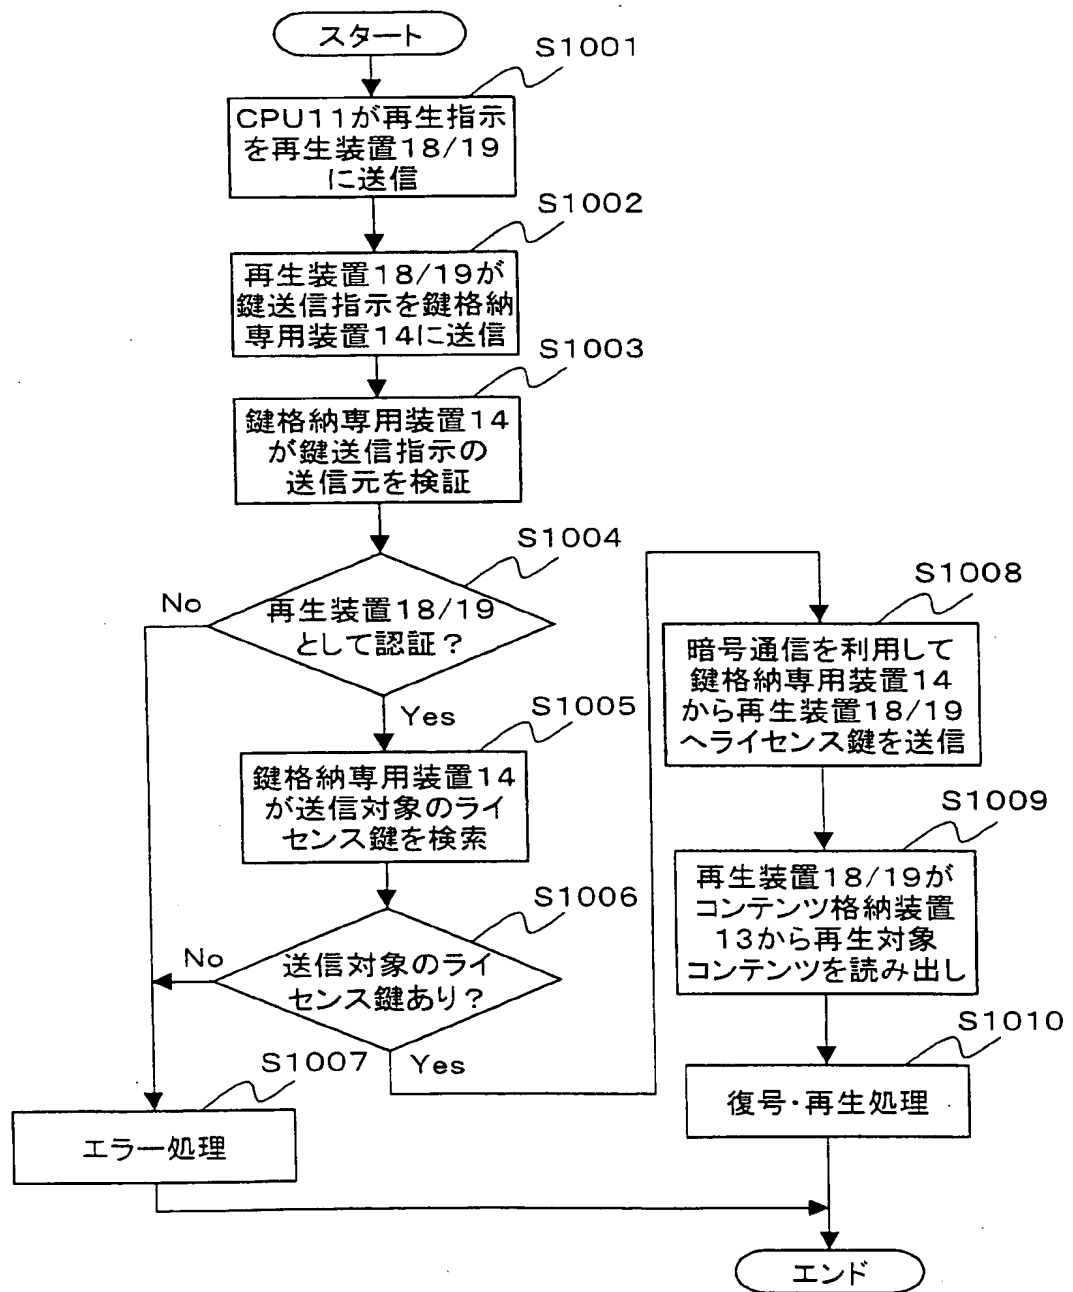 スタート
S1001
CPU11が再生指示
を再生装置18/19
に送信
S1002
再生装置18/19が
鍵送信指示を鍵格納
専用装置14に送信
S1003
鍵格納専用装置14
が鍵送信指示の
送信元を検証
S1004
再生装置18/19
として認証？
No
Yes
S1005
鍵格納専用装置14
が送信対象のライ
センス鍵を検索
S1006
送信対象のライ
センス鍵あり？
No
Yes
S1007
エラー処理
S1008
暗号通信を利用して
鍵格納専用装置14
から再生装置18/19
へライセンス鍵を送信
S1009
再生装置18/19が
コンテンツ格納装置
13から再生対象
コンテンツを読み出し
S1010
復号・再生処理
エンド